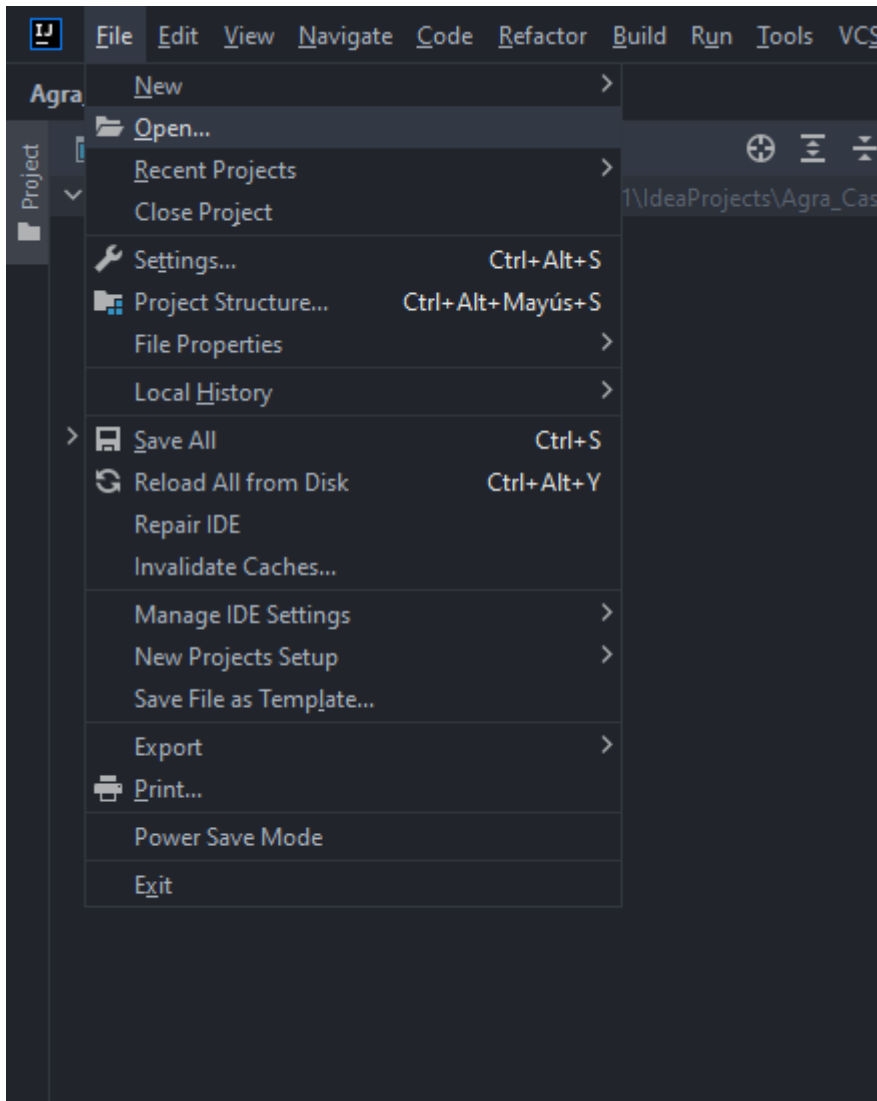 IJ File Edit View Navigate Code Refactor Build Run Tools VCS
Agra_
New
Open...
Project
Recent Projects
1\IdeaProjects\Agra_Cas
Close Project
Settings... Ctrl+Alt+S
Project Structure... Ctrl+Alt+Mayús+S
File Properties
Local History
Save All Ctrl+S
Reload All from Disk Ctrl+Alt+Y
Repair IDE
Invalidate Caches...
Manage IDE Settings
New Projects Setup
Save File as Template...
Export
Print...
Power Save Mode
Exit